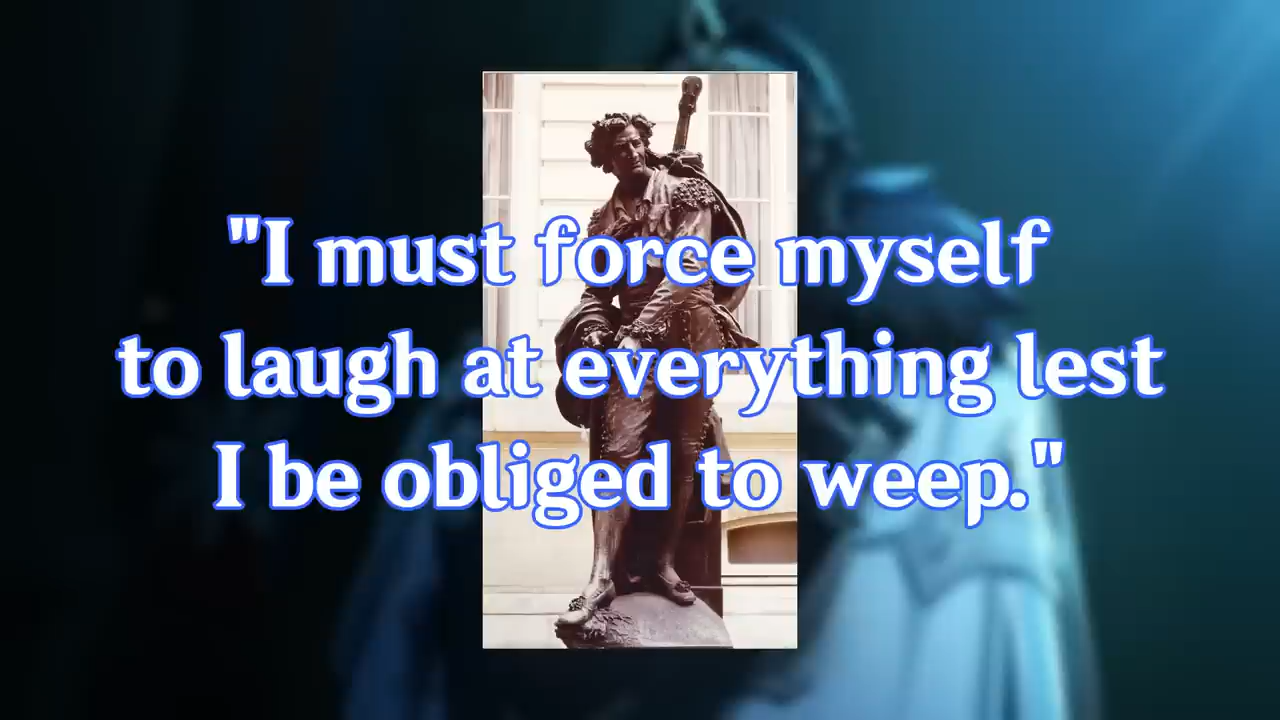 "I must force myself
to laugh at everything lest
I be obliged to weep."